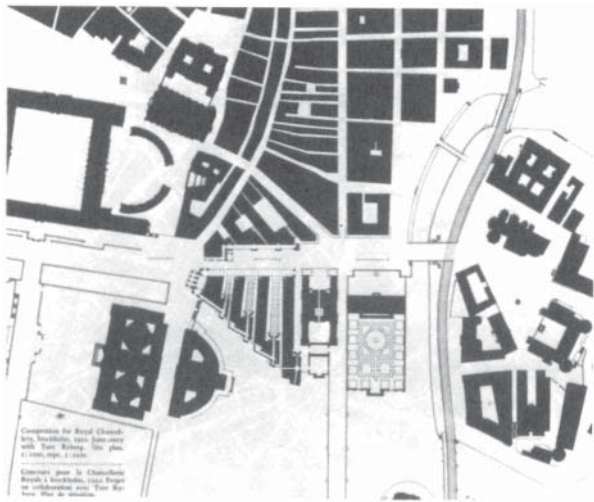 Competition for Royal Chancel-
lery, Stockholm, 1922. Joint entry
with Ture Ryberg. Site plan,
Concours pour la Chancellerie
Royale à Stockholm, 1922. Projet
en collaboration avec Ture Ry-
berg. Plan de situation.